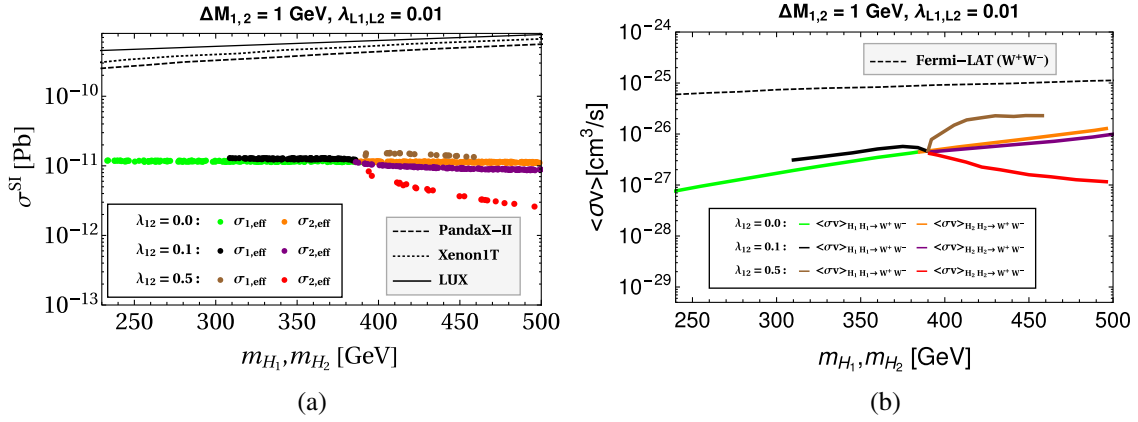 ΔM₁,₂ = 1 GeV, λL1,L2 = 0.01
σ^SI [Pb]
10⁻¹⁰
10⁻¹¹
10⁻¹²
10⁻¹³
λ₁₂ = 0.0 : σ₁,eff σ₂,eff
λ₁₂ = 0.1 : σ₁,eff σ₂,eff
λ₁₂ = 0.5 : σ₁,eff σ₂,eff
PandaX−II
Xenon1T
LUX
250 300 350 400 450 500
m_H₁, m_H₂ [GeV]
(a)
ΔM₁,₂ = 1 GeV, λL1,L2 = 0.01
<σv>[cm³/s]
10⁻²⁴
10⁻²⁵
10⁻²⁶
10⁻²⁷
10⁻²⁸
10⁻²⁹
Fermi−LAT (W⁺W⁻)
λ₁₂ = 0.0 : <σv>H₁ H₁→W⁺W⁻ <σv>H₂ H₂→W⁺W⁻
λ₁₂ = 0.1 : <σv>H₁ H₁→W⁺W⁻ <σv>H₂ H₂→W⁺W⁻
λ₁₂ = 0.5 : <σv>H₁ H₁→W⁺W⁻ <σv>H₂ H₂→W⁺W⁻
250 300 350 400 450 500
m_H₁, m_H₂ [GeV]
(b)